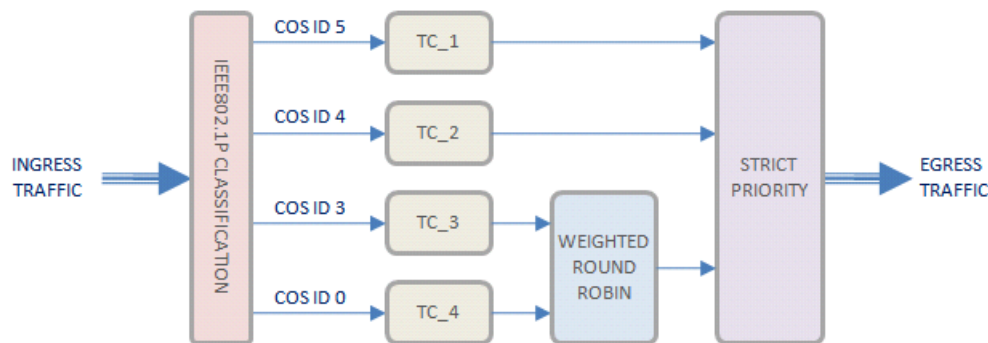 INGRESS
TRAFFIC
IEEE802.1P CLASSIFICATION
COS ID 5
TC_1
COS ID 4
TC_2
COS ID 3
TC_3
COS ID 0
TC_4
WEIGHTED
ROUND
ROBIN
STRICT
PRIORITY
EGRESS
TRAFFIC